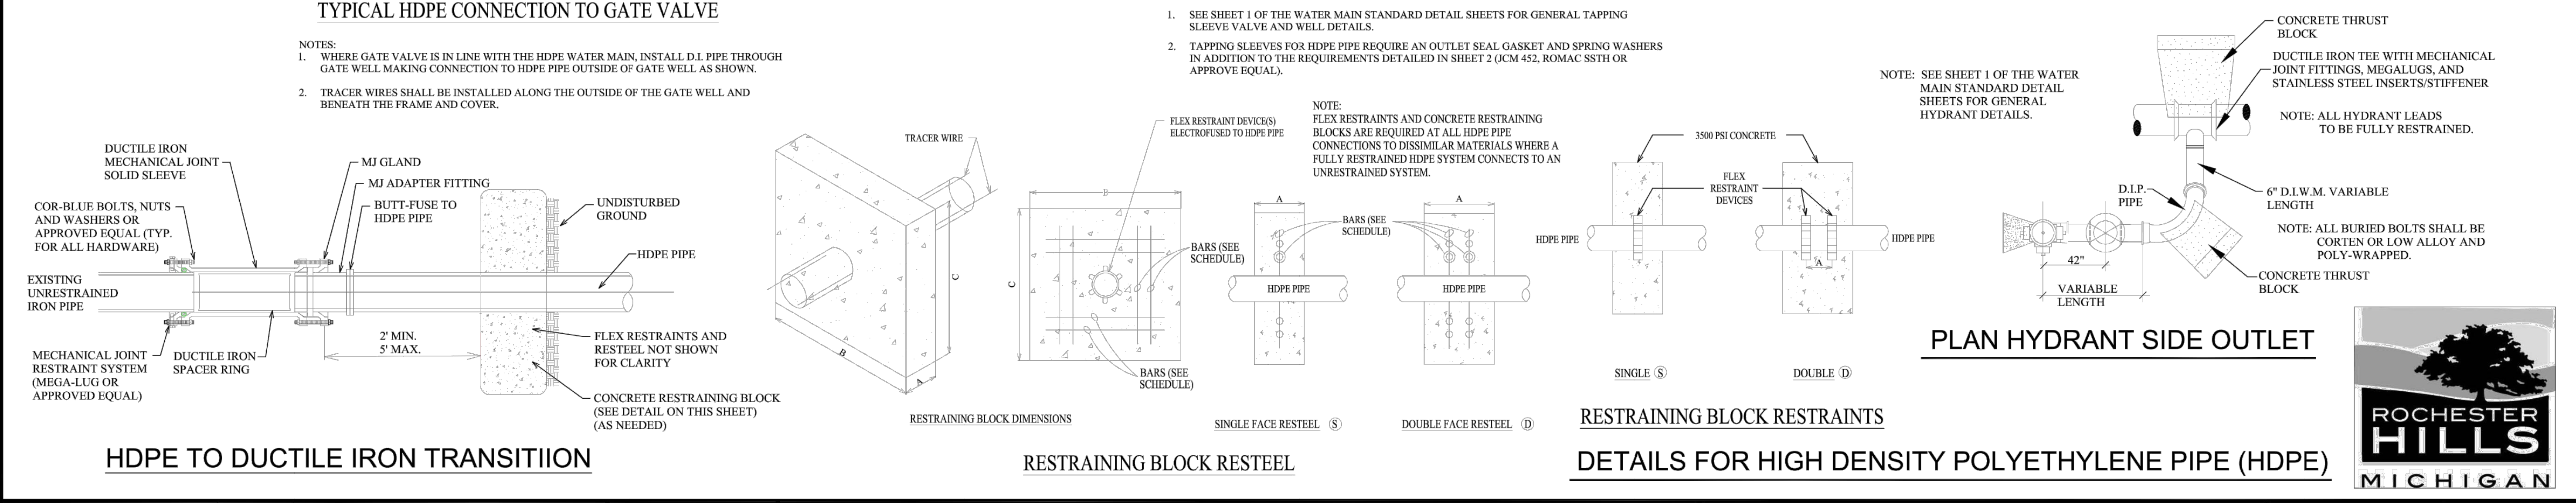 TYPICAL HDPE CONNECTION TO GATE VALVE
NOTES:
1. WHERE GATE VALVE IS IN LINE WITH THE HDPE WATER MAIN, INSTALL D.I. PIPE THROUGH
GATE WELL MAKING CONNECTION TO HDPE PIPE OUTSIDE OF GATE WELL AS SHOWN.
2. TRACER WIRES SHALL BE INSTALLED ALONG THE OUTSIDE OF THE GATE WELL AND
BENEATH THE FRAME AND COVER.
DUCTILE IRON
MECHANICAL JOINT
SOLID SLEEVE
MJ GLAND
MJ ADAPTER FITTING
BUTT-FUSE TO
HDPE PIPE
COR-BLUE BOLTS, NUTS
AND WASHERS OR
APPROVED EQUAL (TYP.
FOR ALL HARDWARE)
UNDISTURBED
GROUND
HDPE PIPE
EXISTING
UNRESTRAINED
IRON PIPE
2' MIN.
5' MAX.
MECHANICAL JOINT
RESTRAINT SYSTEM
(MEGA-LUG OR
APPROVED EQUAL)
DUCTILE IRON
SPACER RING
FLEX RESTRAINTS AND
RESTEEL NOT SHOWN
FOR CLARITY
CONCRETE RESTRAINING BLOCK
(SEE DETAIL ON THIS SHEET)
(AS NEEDED)
HDPE TO DUCTILE IRON TRANSITIION
1. SEE SHEET 1 OF THE WATER MAIN STANDARD DETAIL SHEETS FOR GENERAL TAPPING
SLEEVE VALVE AND WELL DETAILS.
2. TAPPING SLEEVES FOR HDPE PIPE REQUIRE AN OUTLET SEAL GASKET AND SPRING WASHERS
IN ADDITION TO THE REQUIREMENTS DETAILED IN SHEET 2 (JCM 452, ROMAC SSTH OR
APPROVE EQUAL).
NOTE:
FLEX RESTRAINTS AND CONCRETE RESTRAINING
BLOCKS ARE REQUIRED AT ALL HDPE PIPE
CONNECTIONS TO DISSIMILAR MATERIALS WHERE A
FULLY RESTRAINED HDPE SYSTEM CONNECTS TO AN
UNRESTRAINED SYSTEM.
TRACER WIRE
FLEX RESTRAINT DEVICE(S)
ELECTROFUSED TO HDPE PIPE
C
B
A
RESTRAINING BLOCK DIMENSIONS
B
C
BARS (SEE
SCHEDULE)
BARS (SEE
SCHEDULE)
A
A
BARS (SEE
SCHEDULE)
HDPE PIPE
HDPE PIPE
SINGLE FACE RESTEEL S
DOUBLE FACE RESTEEL D
RESTRAINING BLOCK RESTEEL
3500 PSI CONCRETE
FLEX
RESTRAINT
DEVICES
HDPE PIPE
HDPE PIPE
A
SINGLE S
DOUBLE D
RESTRAINING BLOCK RESTRAINTS
NOTE: SEE SHEET 1 OF THE WATER
MAIN STANDARD DETAIL
SHEETS FOR GENERAL
HYDRANT DETAILS.
CONCRETE THRUST
BLOCK
DUCTILE IRON TEE WITH MECHANICAL
JOINT FITTINGS, MEGALUGS, AND
STAINLESS STEEL INSERTS/STIFFENER
NOTE: ALL HYDRANT LEADS
TO BE FULLY RESTRAINED.
D.I.P.
PIPE
6" D.I.W.M. VARIABLE
LENGTH
NOTE: ALL BURIED BOLTS SHALL BE
CORTEN OR LOW ALLOY AND
POLY-WRAPPED.
42"
VARIABLE
LENGTH
CONCRETE THRUST
BLOCK
PLAN HYDRANT SIDE OUTLET
DETAILS FOR HIGH DENSITY POLYETHYLENE PIPE (HDPE)
ROCHESTER
HILLS
MICHIGAN